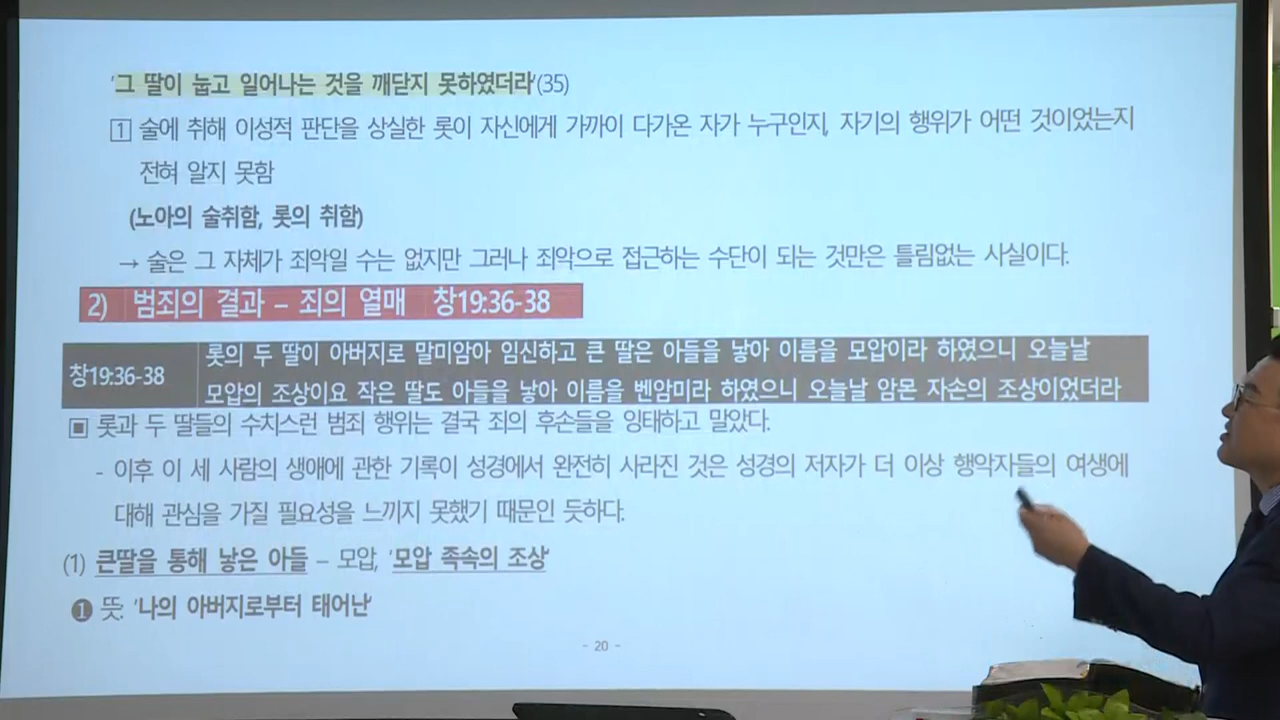 '그 딸이 눕고 일어나는 것을 깨닫지 못하였더라'(35)
1 술에 취해 이성적 판단을 상실한 롯이 자신에게 가까이 다가온 자가 누구인지, 자기의 행위가 어떤 것이었는지
전혀 알지 못함
(노아의 술취함, 롯의 취함)
→ 술은 그 자체가 죄악일 수는 없지만 그러나 죄악으로 접근하는 수단이 되는 것만은 틀림없는 사실이다.
2) 범죄의 결과 – 죄의 열매 창19:36-38
창19:36-38
롯의 두 딸이 아버지로 말미암아 임신하고 큰 딸은 아들을 낳아 이름을 모압이라 하였으니 오늘날
모압의 조상이요 작은 딸도 아들을 낳아 이름을 벤암미라 하였으니 오늘날 암몬 자손의 조상이었더라
▣ 롯과 두 딸들의 수치스런 범죄 행위는 결국 죄의 후손들을 잉태하고 말았다.
- 이후 이 세 사람의 생애에 관한 기록이 성경에서 완전히 사라진 것은 성경의 저자가 더 이상 행악자들의 여생에
대해 관심을 가질 필요성을 느끼지 못했기 때문인 듯하다.
(1) 큰딸을 통해 낳은 아들 – 모압, '모압 족속의 조상'
❶ 뜻: '나의 아버지로부터 태어난'
- 20 -